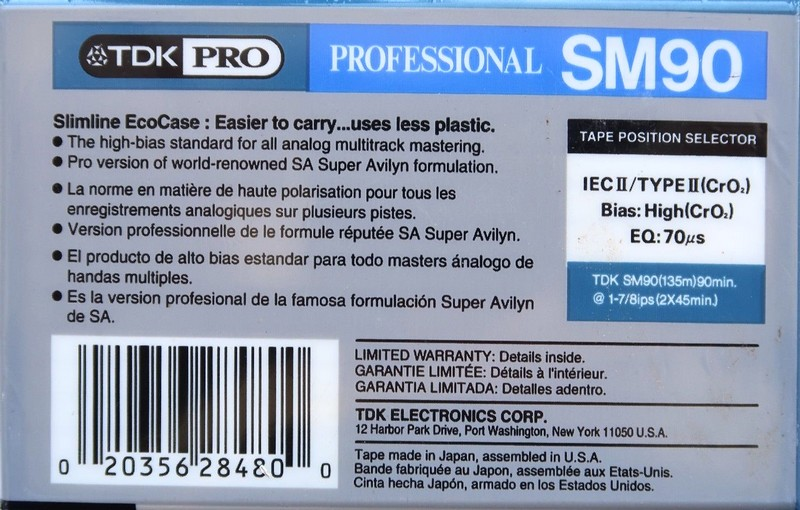 TDK PRO PROFESSIONAL SM90
Slimline EcoCase : Easier to carry...uses less plastic.
● The high-bias standard for all analog multitrack mastering.
● Pro version of world-renowned SA Super Avilyn formulation.
● La norme en matière de haute polarisation pour tous les
enregistrements analogiques sur plusieurs pistes.
● Version professionnelle de le formule réputée SA Super Avilyn.
● El producto de alto bias estandar para todo masters ánalogo de
handas multiples.
● Es la version profesional de la famosa formulación Super Avilyn
de SA.
TAPE POSITION SELECTOR
IEC II/TYPE II (CrO₂)
Bias: High (CrO₂)
EQ: 70μs
TDK SM90(135m)90min.
@ 1-7/8ips(2X45min.)
0 20356 28480 0
LIMITED WARRANTY: Details inside.
GARANTIE LIMITÉE: Détails à l'intérieur.
GARANTIA LIMITADA: Detalles adentro.
TDK ELECTRONICS CORP.
12 Harbor Park Drive, Port Washington, New York 11050 U.S.A.
Tape made in Japan, assembled in U.S.A.
Bande fabriquée au Japon, assemblée aux Etats-Unis.
Cinta hecha Japón, armado en los Estados Unidos.